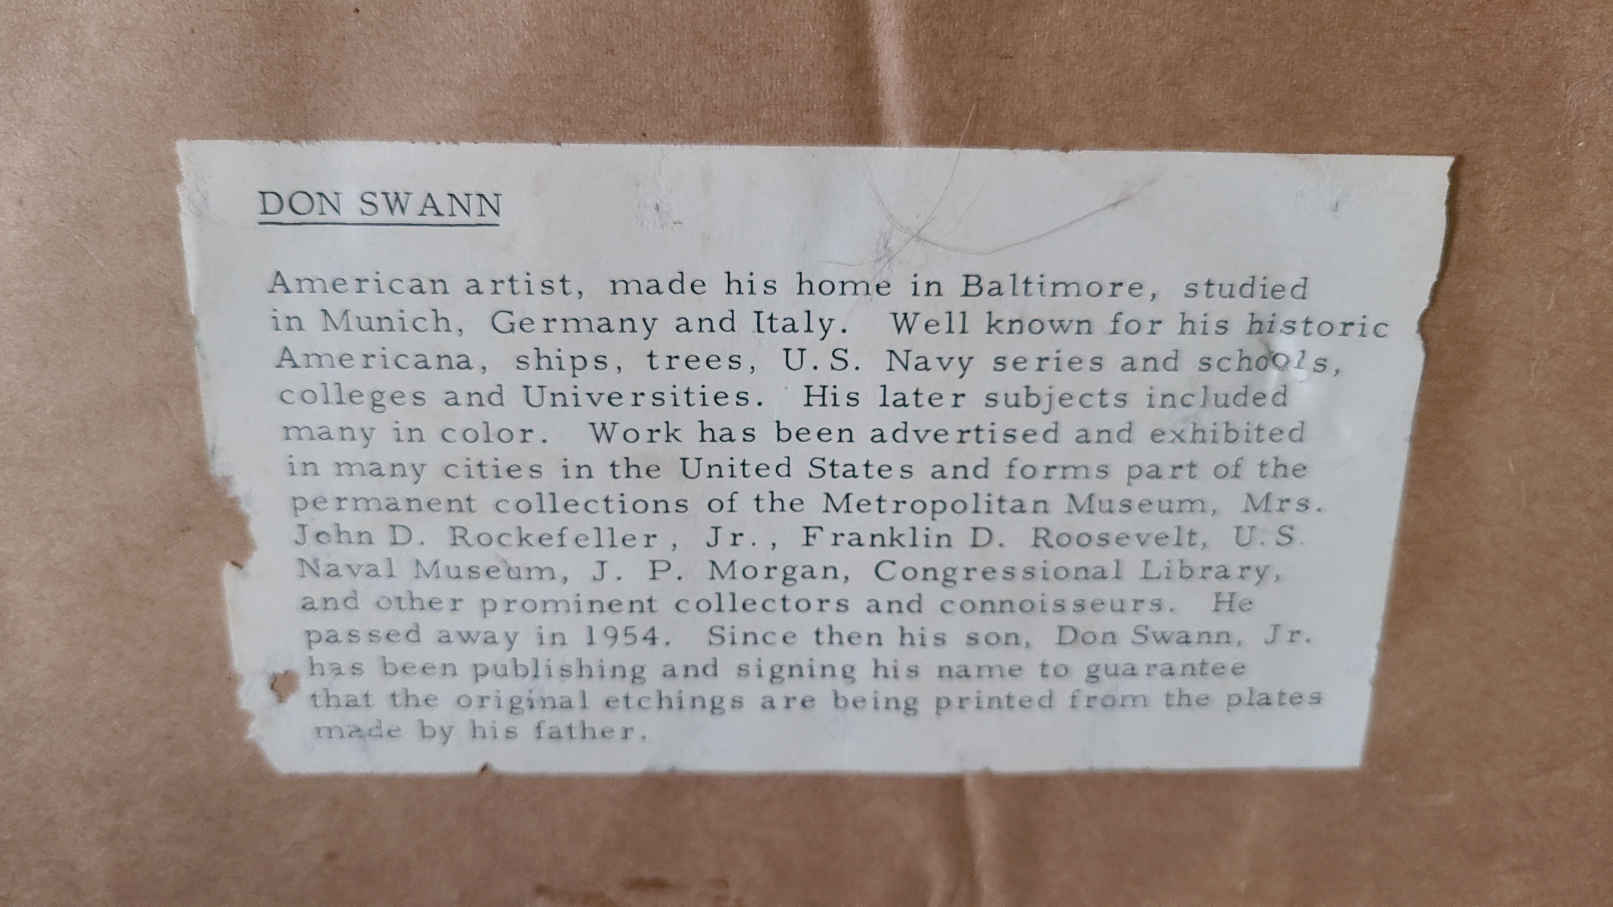 DON SWANN
American artist, made his home in Baltimore, studied
in Munich, Germany and Italy. Well known for his historic
Americana, ships, trees, U.S. Navy series and schools,
colleges and Universities. His later subjects included
many in color. Work has been advertised and exhibited
in many cities in the United States and forms part of the
permanent collections of the Metropolitan Museum, Mrs.
John D. Rockefeller, Jr., Franklin D. Roosevelt, U.S.
Naval Museum, J. P. Morgan, Congressional Library,
and other prominent collectors and connoisseurs. He
passed away in 1954. Since then his son, Don Swann, Jr.
has been publishing and signing his name to guarantee
that the original etchings are being printed from the plates
made by his father.